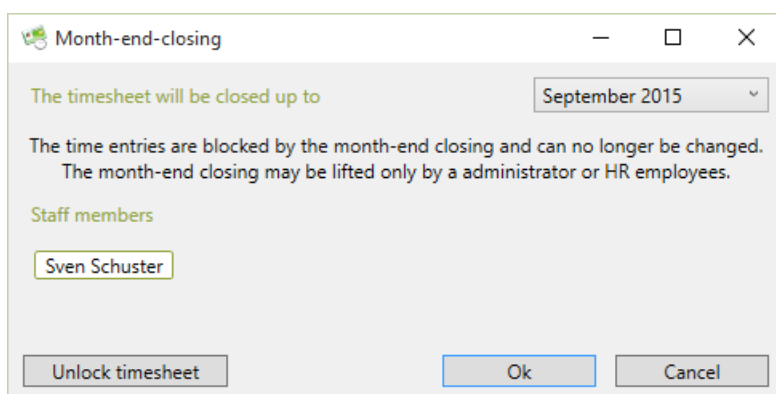 Month-end-closing
The timesheet will be closed up to September 2015
The time entries are blocked by the month-end closing and can no longer be changed.
The month-end closing may be lifted only by a administrator or HR employees.
Staff members
Sven Schuster
Unlock timesheet Ok Cancel